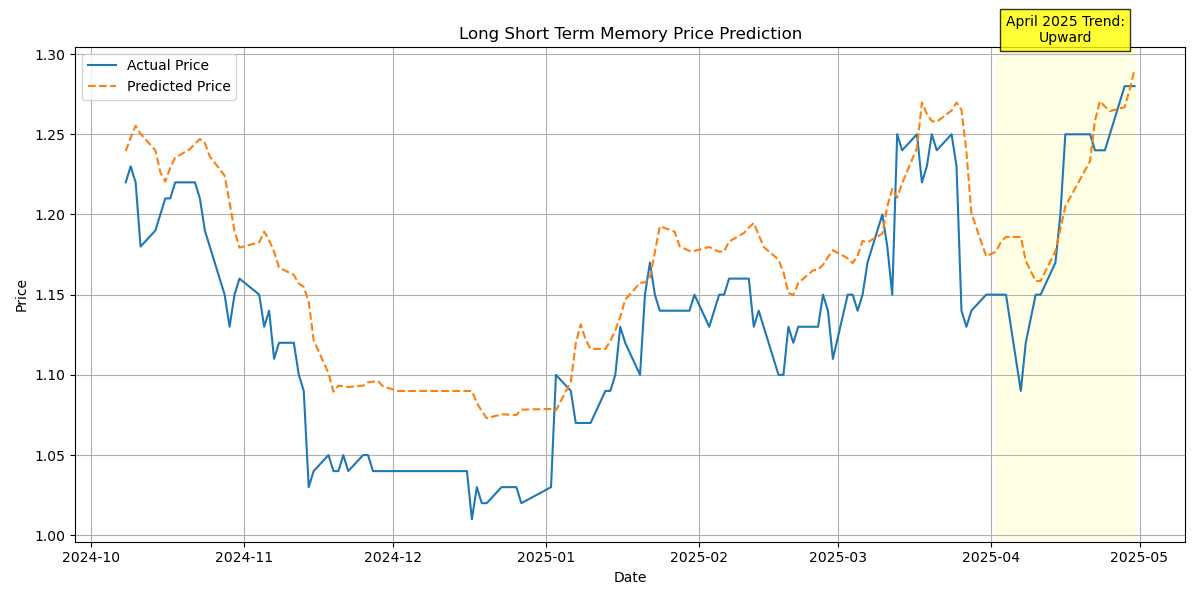 April 2025 Trend:
Upward
Long Short Term Memory Price Prediction
Actual Price
Predicted Price
Price
1.30
1.25
1.20
1.15
1.10
1.05
1.00
2024-10 2024-11 2024-12 2025-01 2025-02 2025-03 2025-04 2025-05
Date